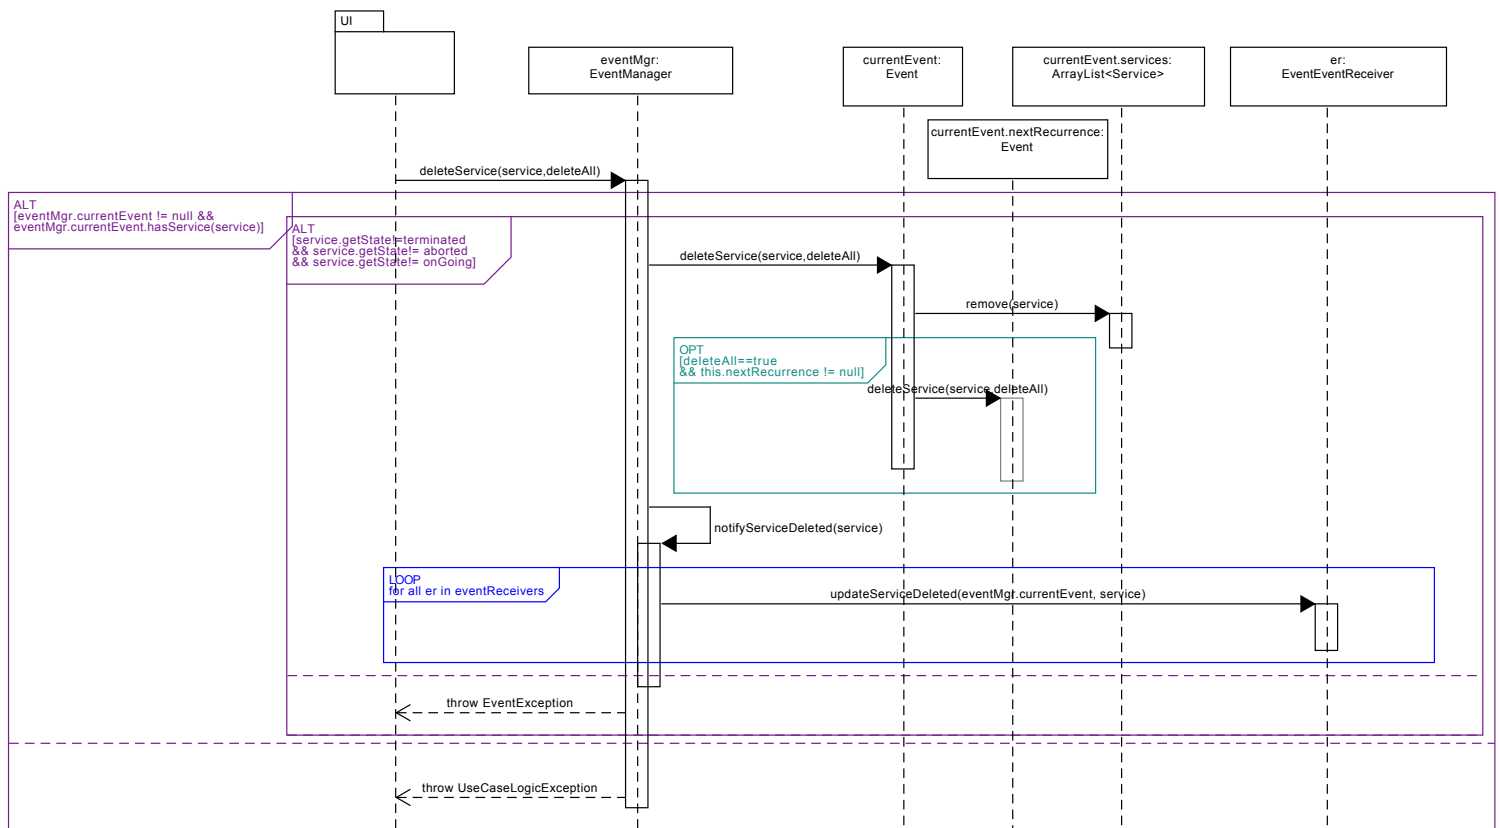 UI
eventMgr:
EventManager
currentEvent:
Event
currentEvent.services:
ArrayList<Service>
er:
EventEventReceiver
currentEvent.nextRecurrence:
Event
deleteService(service,deleteAll)
ALT
[eventMgr.currentEvent != null &&
eventMgr.currentEvent.hasService(service)]
ALT
[service.getState!=terminated
&& service.getState!= aborted
&& service.getState!= onGoing]
deleteService(service,deleteAll)
remove(service)
OPT
[deleteAll==true
&& this.nextRecurrence != null]
deleteService(service,deleteAll)
notifyServiceDeleted(service)
LOOP
for all er in eventReceivers
updateServiceDeleted(eventMgr.currentEvent, service)
throw EventException
throw UseCaseLogicException